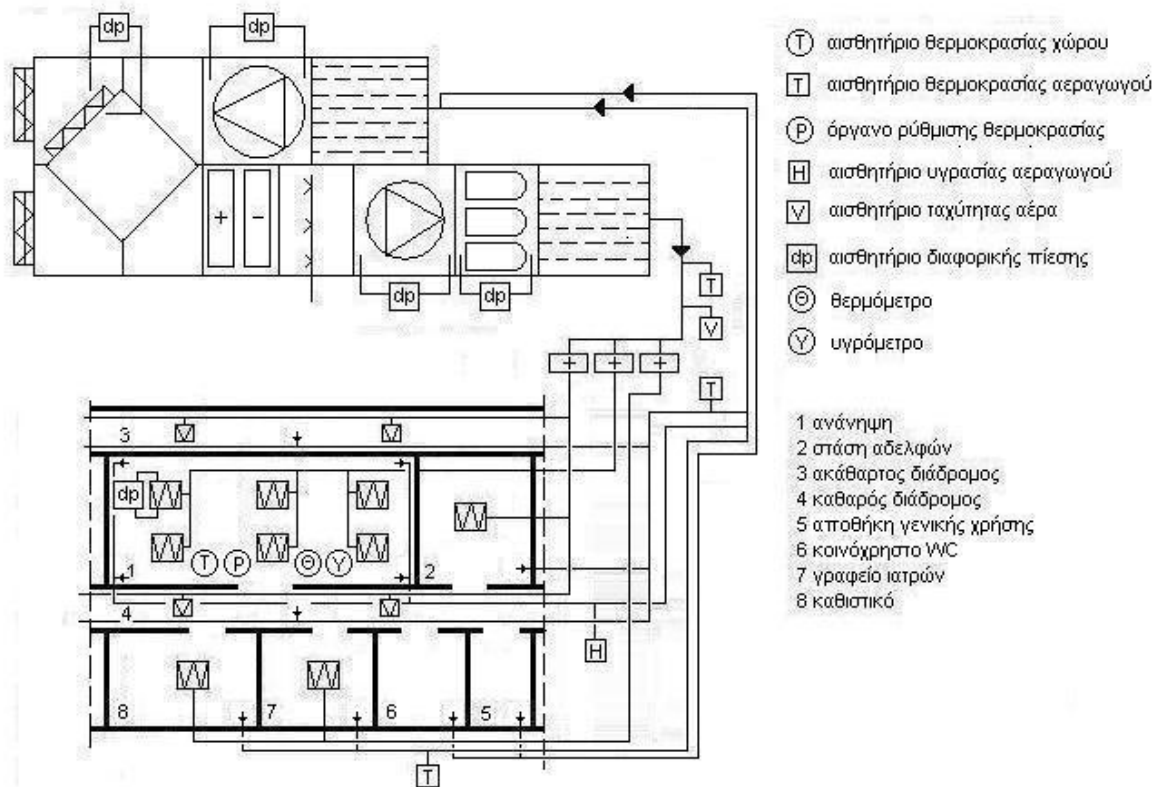 dp
dp
+
−
dp
dp
T
V
+
+
+
T
3
V
V
dp
T
P
Θ
Υ
1
2
4
V
V
H
8
7
6
5
T
T αισθητήριο θερμοκρασίας χώρου
T αισθητήριο θερμοκρασίας αεραγωγού
P όργανο ρύθμισης θερμοκρασίας
H αισθητήριο υγρασίας αεραγωγού
V αισθητήριο ταχύτητας αέρα
dp αισθητήριο διαφορικής πίεσης
Θ θερμόμετρο
Υ υγρόμετρο
1 ανάνηψη
2 στάση αδελφών
3 ακάθαρτος διάδρομος
4 καθαρός διάδρομος
5 αποθήκη γενικής χρήσης
6 κοινόχρηστο WC
7 γραφείο ιατρών
8 καθιστικό